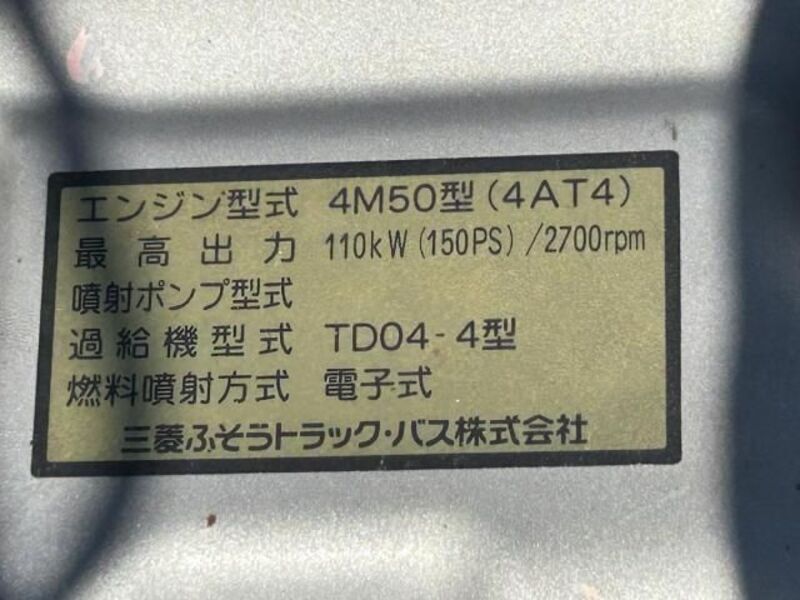 エンジン型式 4M50型(4AT4)
最高出力 110kW(150PS)/2700rpm
噴射ポンプ型式
過給機型式 TD04-4型
燃料噴射方式 電子式
三菱ふそうトラック・バス株式会社